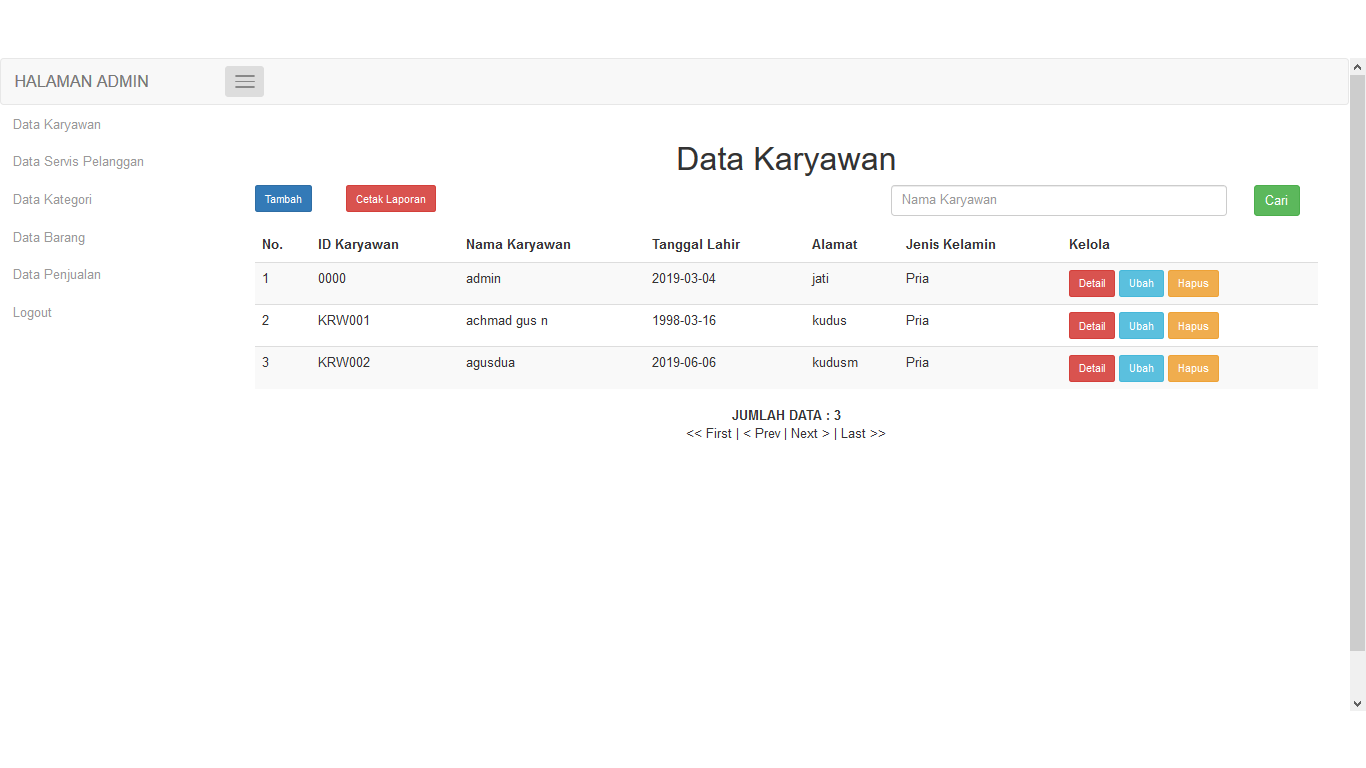 HALAMAN ADMIN
Data Karyawan
Data Servis Pelanggan
Data Kategori
Data Barang
Data Penjualan
Logout
Data Karyawan
Tambah Cetak Laporan Nama Karyawan Cari
No. ID Karyawan Nama Karyawan Tanggal Lahir Alamat Jenis Kelamin Kelola
1 0000 admin 2019-03-04 jati Pria Detail Ubah Hapus
2 KRW001 achmad gus n 1998-03-16 kudus Pria Detail Ubah Hapus
3 KRW002 agusdua 2019-06-06 kudusm Pria Detail Ubah Hapus
JUMLAH DATA : 3
<< First | < Prev | Next > | Last >>